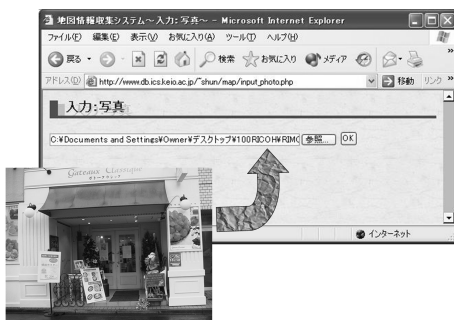 地図情報収集システム～入力:写真～ - Microsoft Internet Explorer
ファイル(F) 編集(E) 表示(V) お気に入り(A) ツール(T) ヘルプ(H)
戻る 検索 お気に入り メディア
アドレス(D) http://www.db.ics.keio.ac.jp/~shun/map/input_photo.php 移動 リンク
入力:写真
C:¥Documents and Settings¥Owner¥デスクトップ¥100RICOH¥RIMG 参照... OK
インターネット
Gateaux Classique